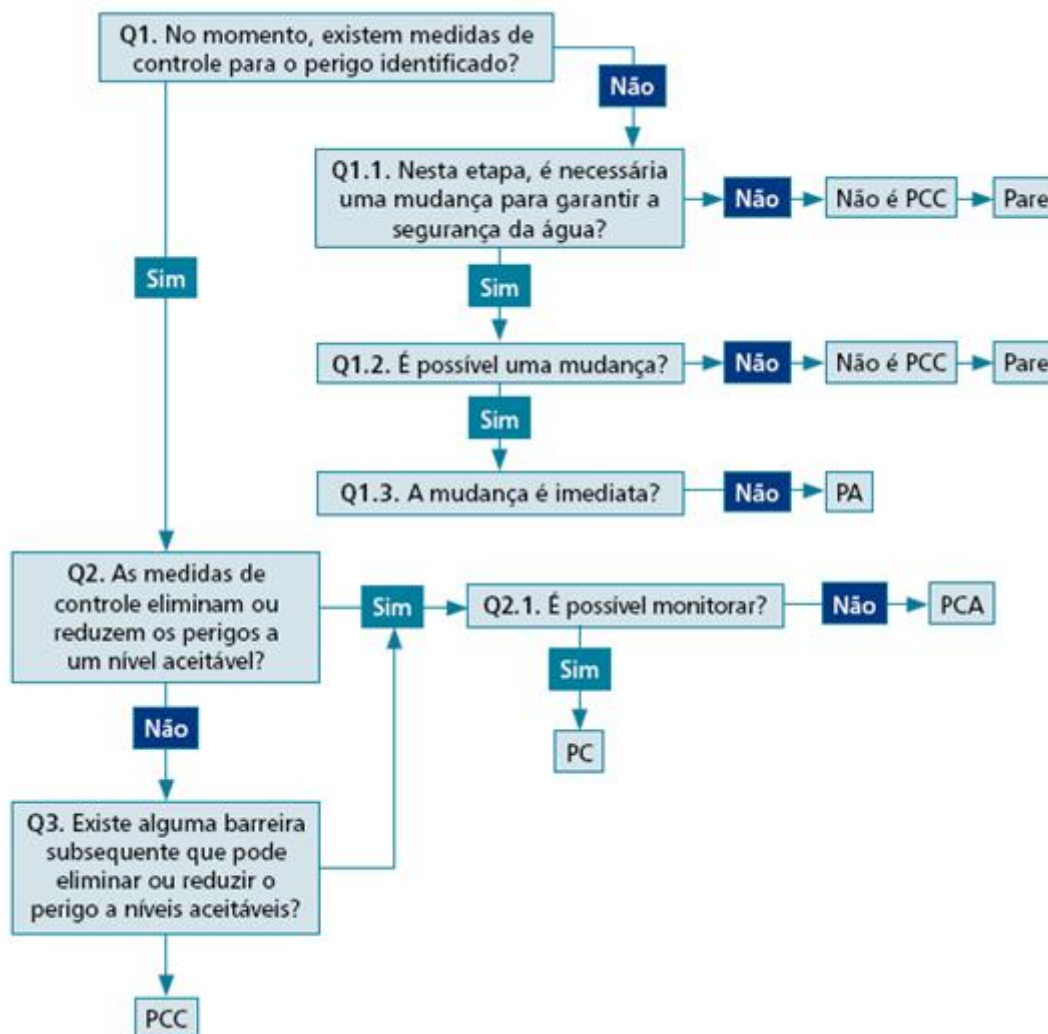 Q1. No momento, existem medidas de
controle para o perigo identificado?
Não
Q1.1. Nesta etapa, é necessária
uma mudança para garantir a
segurança da água?
Não
Não é PCC
Pare
Sim
Sim
Q1.2. É possível uma mudança?
Não
Não é PCC
Pare
Sim
Q1.3. A mudança é imediata?
Não
PA
Q2. As medidas de
controle eliminam ou
reduzem os perigos a
um nível aceitável?
Sim
Q2.1. É possível monitorar?
Não
PCA
Sim
PC
Não
Q3. Existe alguma barreira
subsequente que pode
eliminar ou reduzir o
perigo a níveis aceitáveis?
PCC